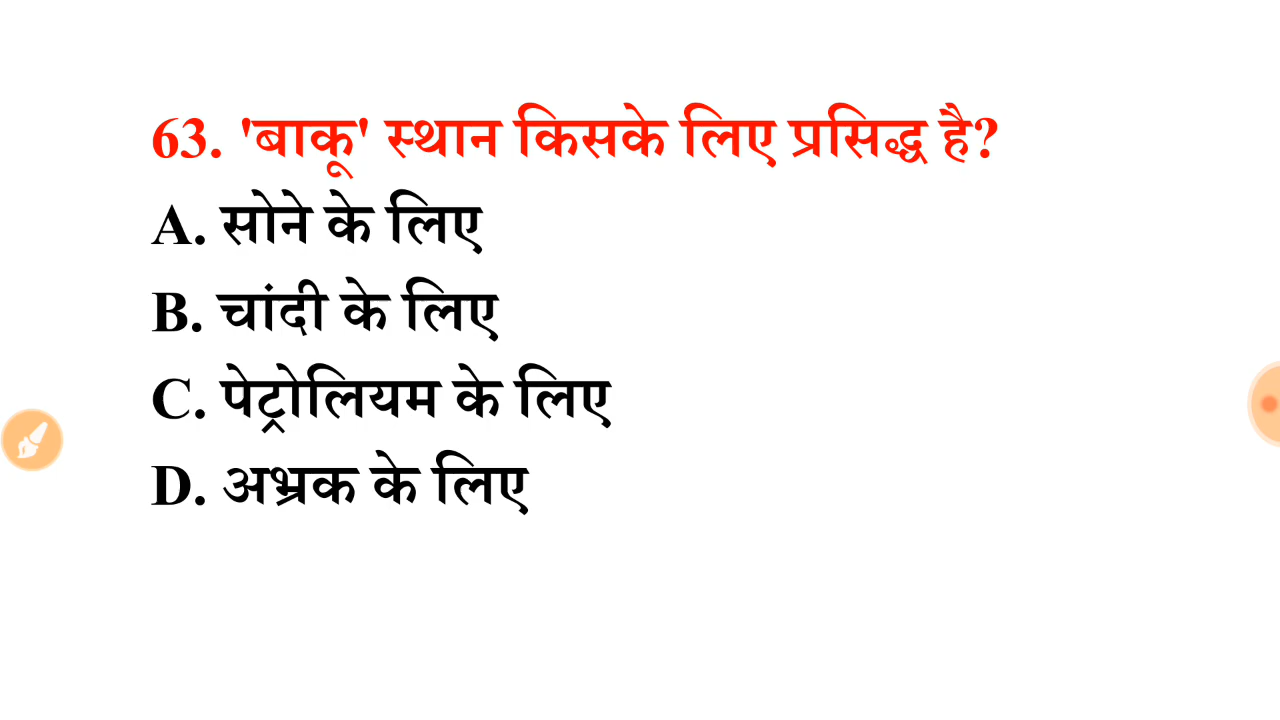 63. 'बाकू' स्थान किसके लिए प्रसिद्ध है?
A. सोने के लिए
B. चांदी के लिए
C. पेट्रोलियम के लिए
D. अभ्रक के लिए